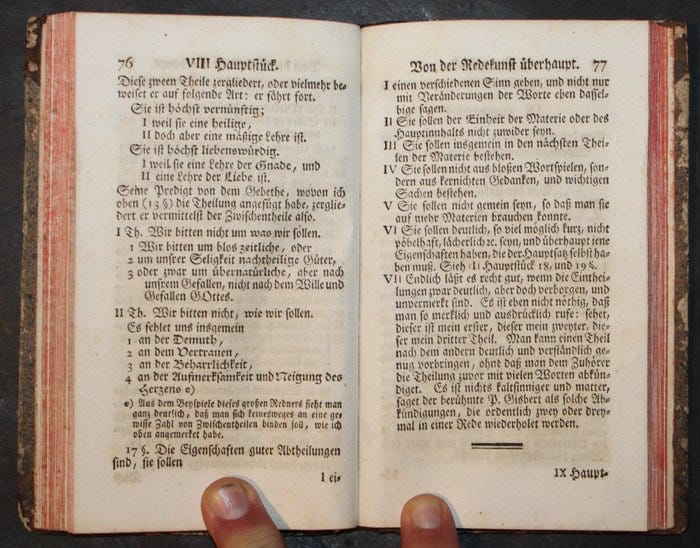 76 VIII Hauptstück.
Diese zween Theile zergliedert, oder vielmehr be-
weiset er auf folgende Art: er fährt fort.
Sie ist höchst vernünftig;
I weil sie eine heilige,
II doch aber eine mäßige Lehre ist.
Sie ist höchst liebenswürdig.
I weil sie eine Lehre der Gnade, und
II eine Lehre der Liebe ist.
Seine Predigt von dem Gebethe, wovon ich
oben (13 §) die Theilung angefügt habe, zerglie-
dert er vermittelst der Zwischentheile also.
I Th. Wir bitten nicht um was wir sollen.
1 Wir bitten um blos zeitliche, oder
2 um unsrer Seligkeit nachtheilige Güter,
3 oder zwar um übernatürliche, aber nach
unsrem Gefallen, nicht nach dem Wille und
Gefallen GOttes.
II Th. Wir bitten nicht, wie wir sollen.
Es fehlet uns insgemein
1 an der Demuth,
2 an dem Vertrauen,
3 an der Beharrlichkeit,
4 an der Aufmerksamkeit und Neigung des
Herzens e)
e) Aus dem Beyspiele dieses großen Redners sieht man
ganz deutlich, daß man sich keineswegs an eine ge-
wisse Zahl von Zwischentheilen binden soll, wie ich
oben angemerket habe.
17 §. Die Eigenschaften guter Abtheilungen
sind, sie sollen
I ei-
Von der Redekunst überhaupt. 77
I einen verschiedenen Sinn geben, und nicht nur
mit Veränderungen der Worte eben dassel-
bige sagen.
II Sie sollen der Einheit der Materie oder des
Hauptinnhalts nicht zuwider seyn.
III Sie sollen insgemein in den nächsten Thei-
len der Materie bestehen.
IV Sie sollen nicht aus bloßen Wortspielen, son-
dern aus kernichten Gedanken, und wichtigen
Sachen bestehen.
V Sie sollen nicht gemein seyn, so daß man sie
auf mehr Materien brauchen konnte.
VI Sie sollen deutlich, so viel möglich kurz, nicht
pöbelhaft, lächerlich ꝛc. seyn, und überhaupt jene
Eigenschaften haben, die der Hauptsatz selbst ha-
ben muß. Sieh II Hauptstück 18, und 19 §.
VII Endlich läßt es recht gut, wenn die Einthei-
lungen zwar deutlich, aber doch verborgen, und
unvermerkt sind. Es ist eben nicht nöthig, daß
man so merklich und ausdrücklich rufe: sehet,
dieser ist mein erster, dieser mein zweyter, die-
ser mein dritter Theil. Man kann einen Theil
nach dem andern deutlich und verständlich ge-
nug vorbringen, ohne daß man dem Zuhörer
die Theilung zuvor mit vielen Worten abkün-
diget. Es ist nichts kaltsinniger und matter,
saget der berühmte P. Gisbert als solche Ab-
kündigungen, die ordentlich zwey oder drey-
mal in einer Rede wiederholet werden.
IX Haupt-